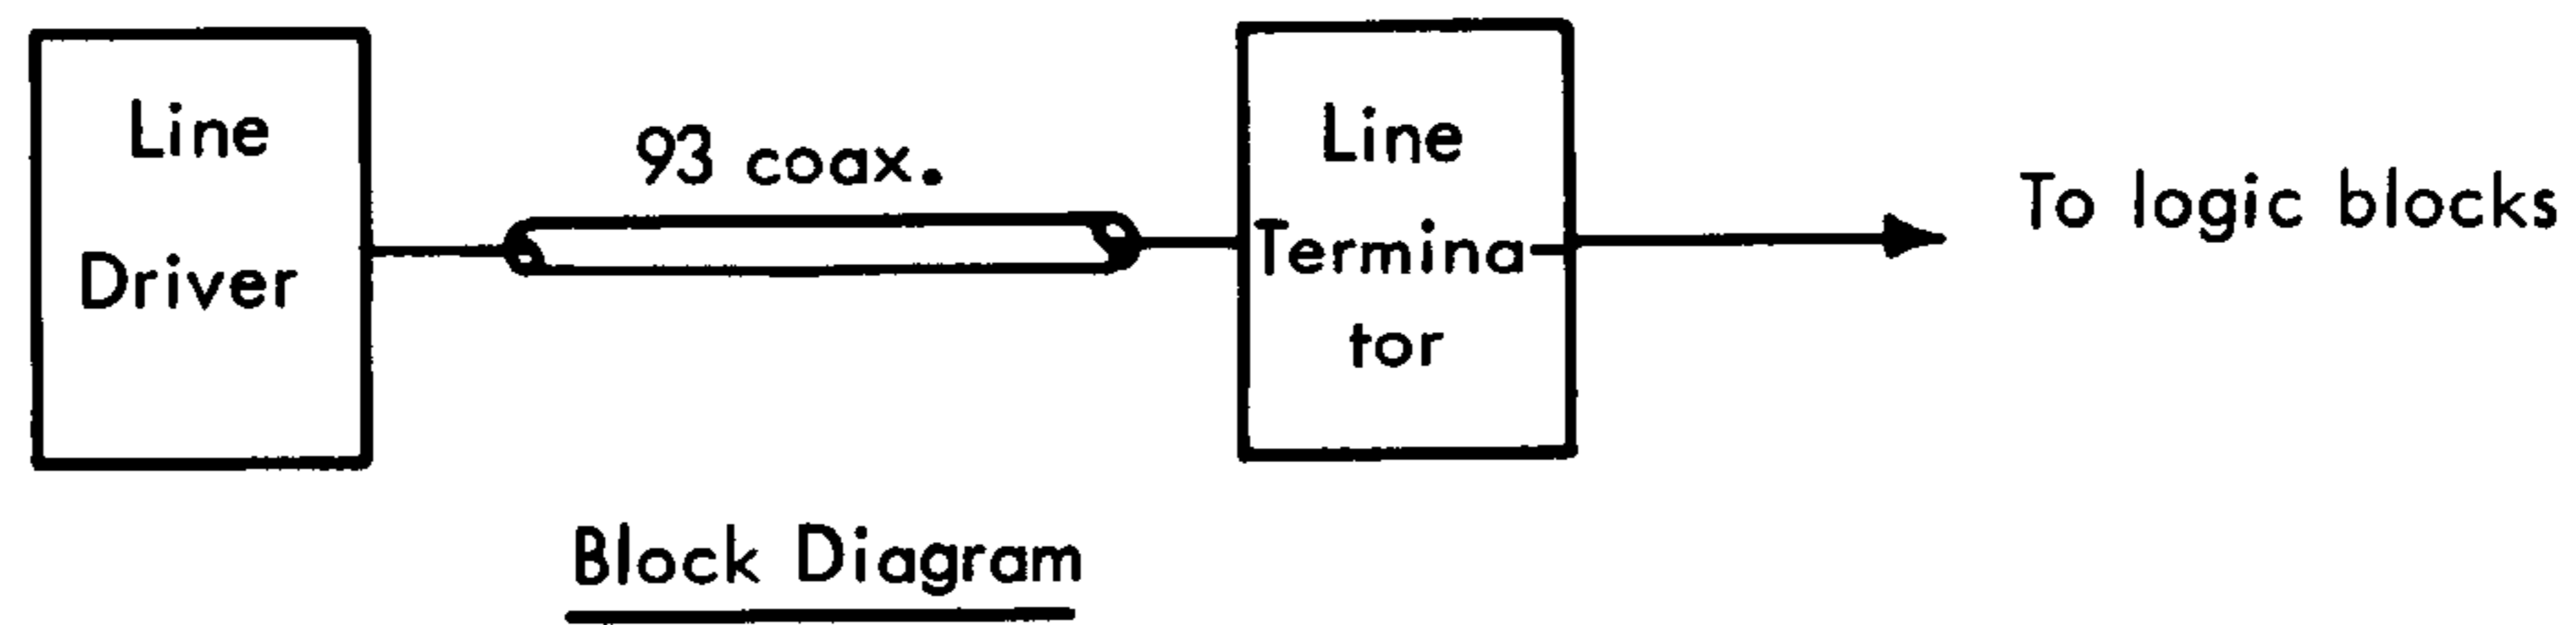 Line
Driver
93 coax.
Line
Termina-
tor
To logic blocks
Block Diagram